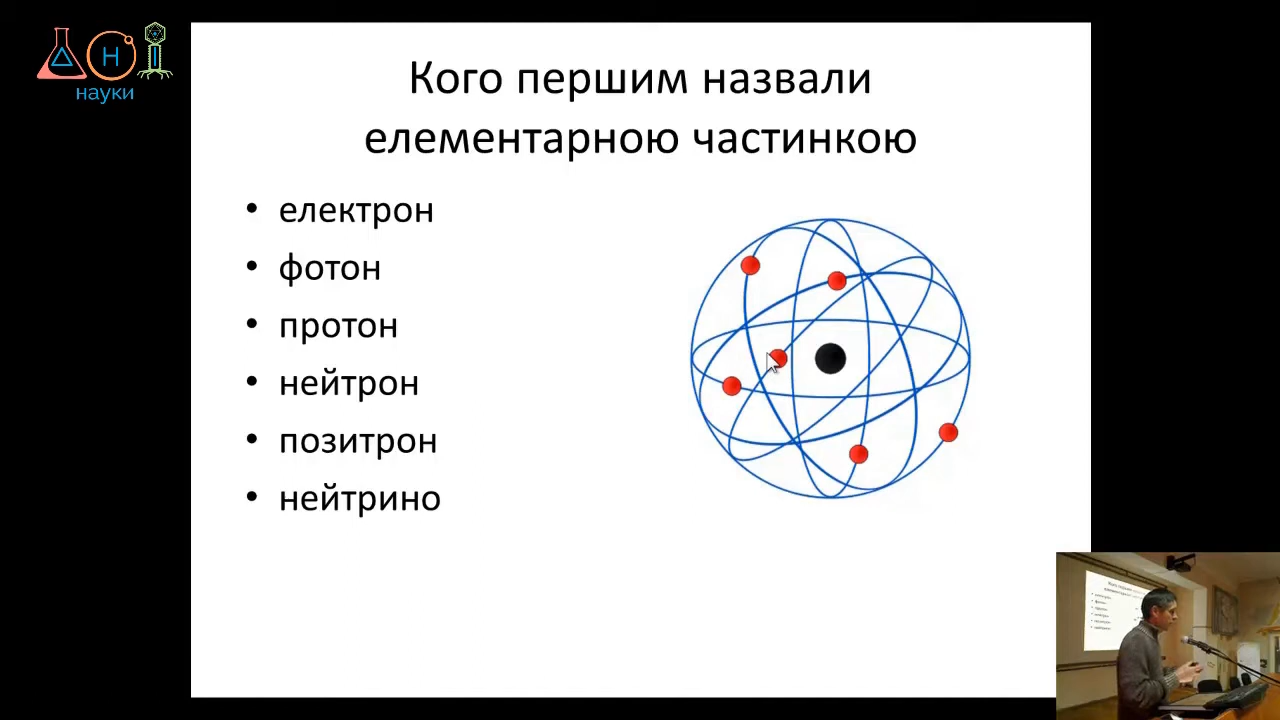 Д Н І
науки
Кого першим назвали
елементарною частинкою
• електрон
• фотон
• протон
• нейтрон
• позитрон
• нейтрино